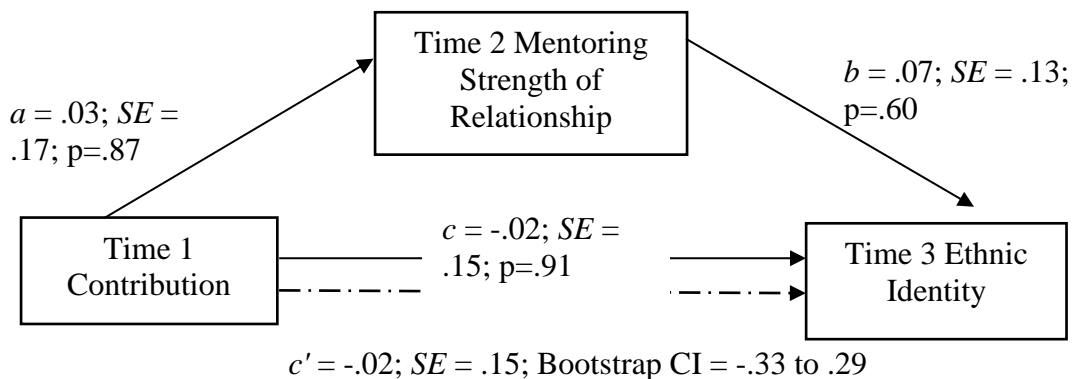 Time 2 Mentoring
Strength of
Relationship
a = .03; SE =
.17; p=.87
b = .07; SE = .13;
p=.60
Time 1
Contribution
c = -.02; SE =
.15; p=.91
Time 3 Ethnic
Identity
c' = -.02; SE = .15; Bootstrap CI = -.33 to .29